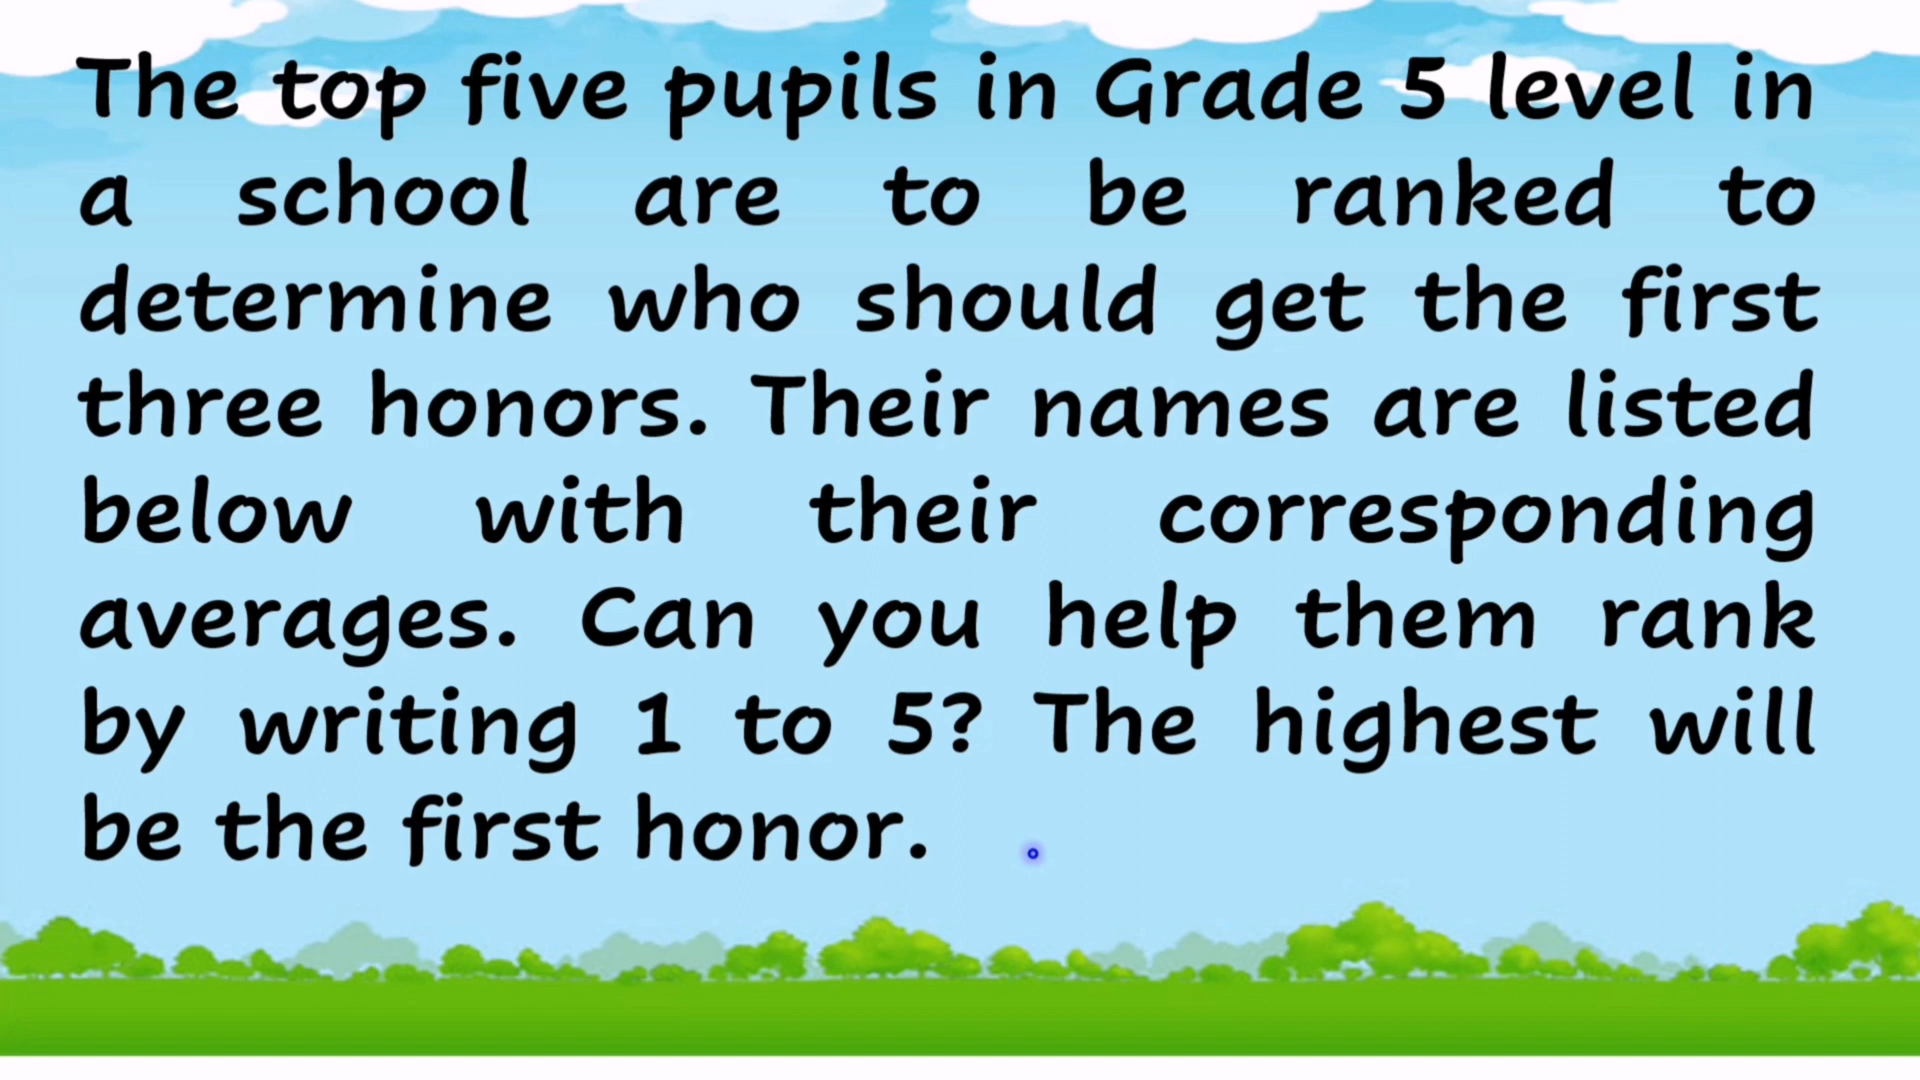 The top five pupils in Grade 5 level in
a school are to be ranked to
determine who should get the first
three honors. Their names are listed
below with their corresponding
averages. Can you help them rank
by writing 1 to 5? The highest will
be the first honor.